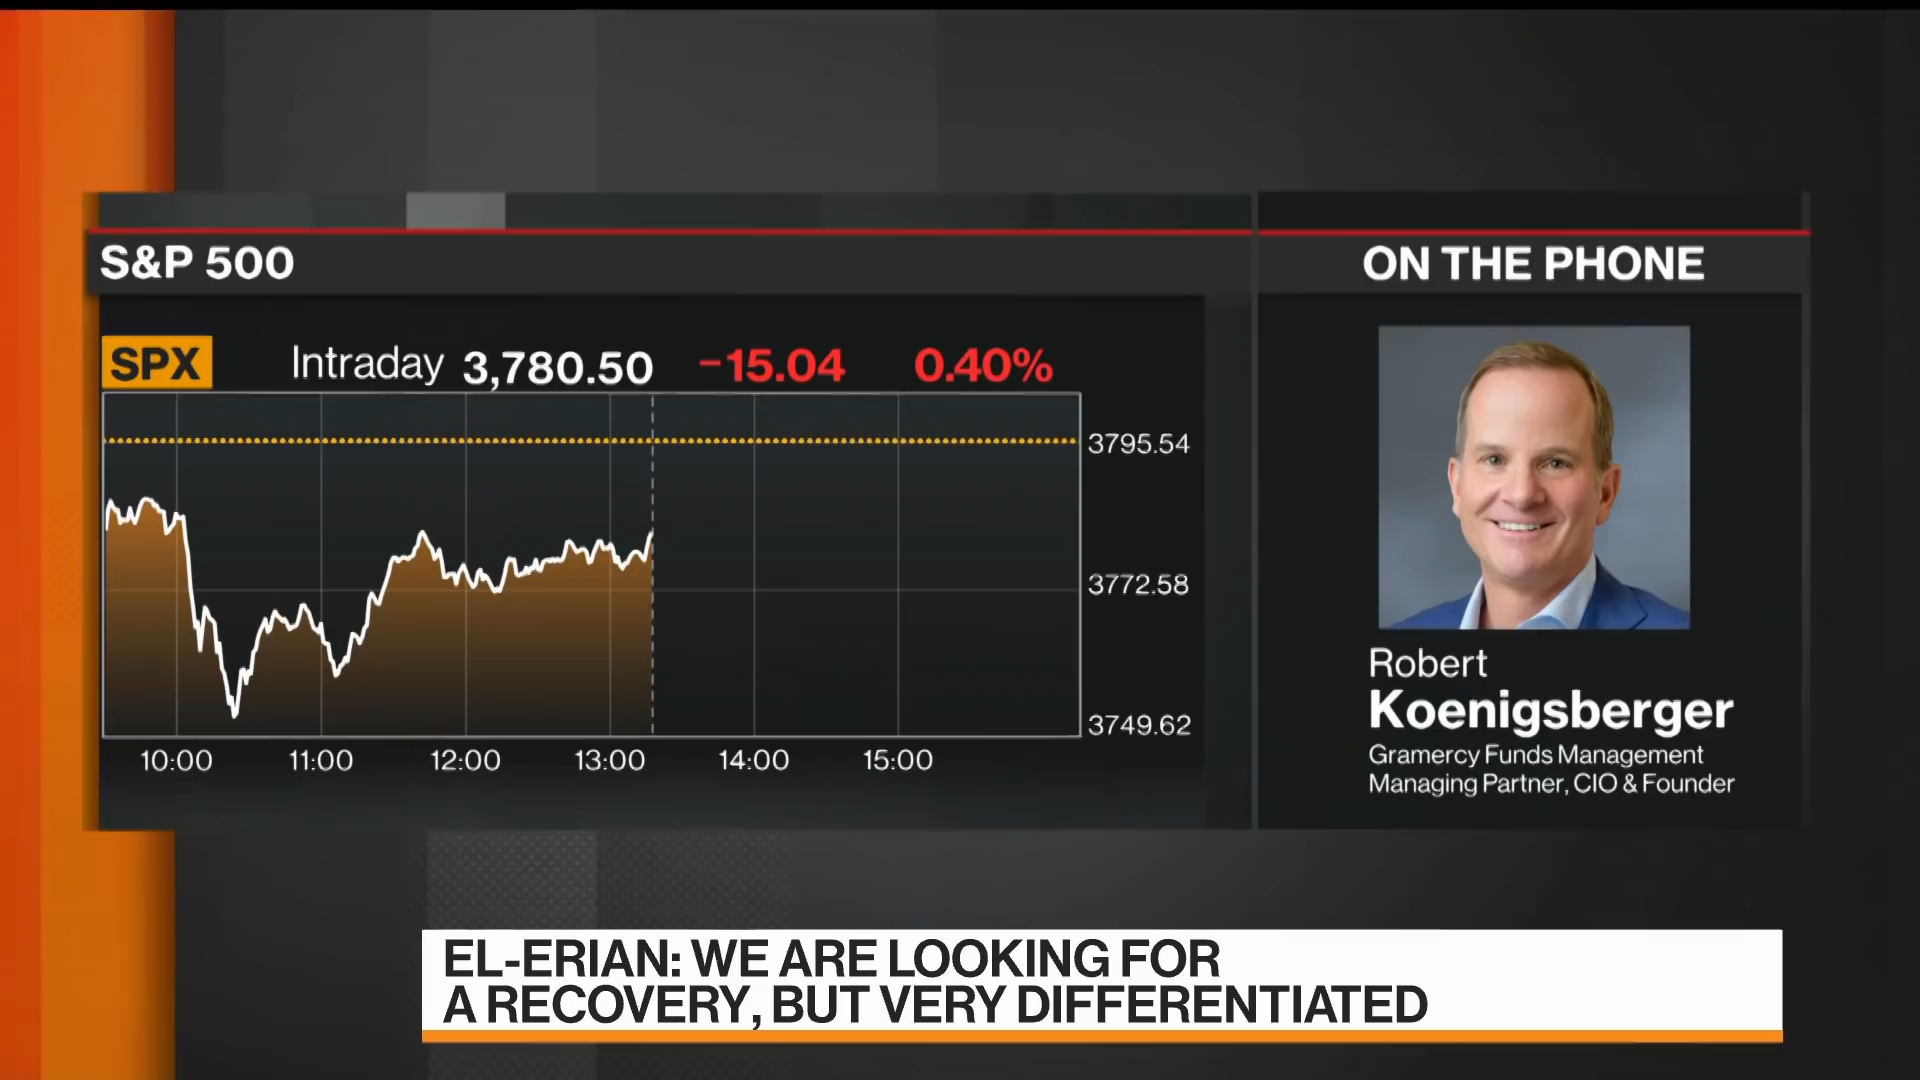 S&P 500
SPX Intraday 3,780.50 -15.04 0.40%
3795.54
3772.58
3749.62
10:00 11:00 12:00 13:00 14:00 15:00
ON THE PHONE
Robert
Koenigsberger
Gramercy Funds Management
Managing Partner, CIO & Founder
EL-ERIAN: WE ARE LOOKING FOR
A RECOVERY, BUT VERY DIFFERENTIATED